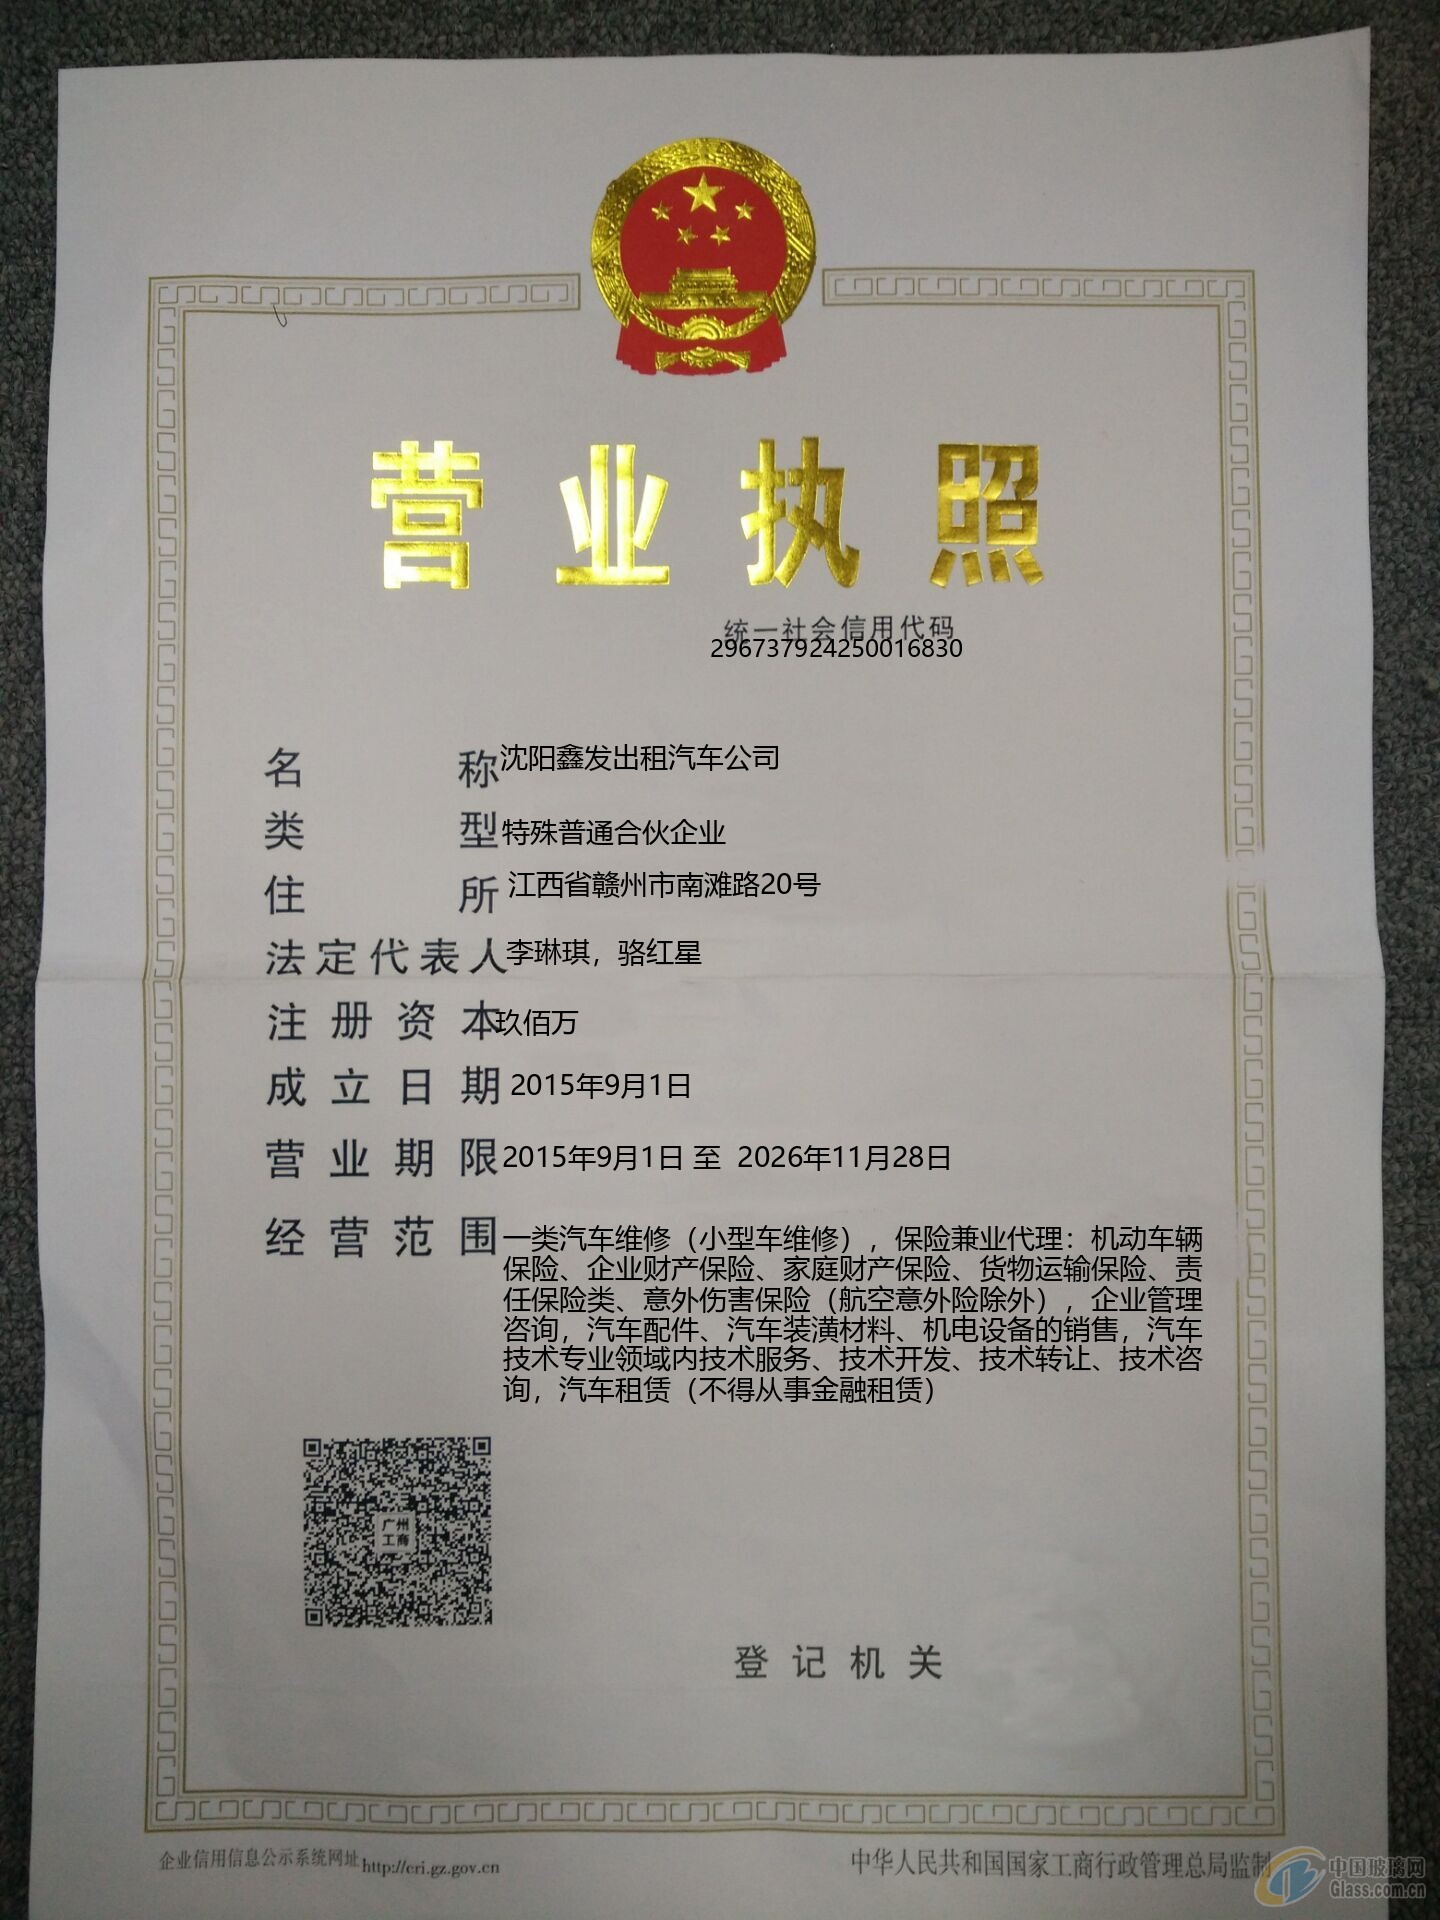 营业执照
统一社会信用代码
296737924250016830
名称 沈阳鑫发出租汽车公司
类型 特殊普通合伙企业
住所 江西省赣州市南滩路20号
法定代表人 李琳琪，骆红星
注册资本 玖佰万
成立日期 2015年9月1日
营业期限 2015年9月1日 至 2026年11月28日
经营范围 一类汽车维修（小型车维修），保险兼业代理：机动车辆
保险、企业财产保险、家庭财产保险、货物运输保险、责
任保险类、意外伤害保险（航空意外险除外），企业管理
咨询，汽车配件、汽车装潢材料、机电设备的销售，汽车
技术专业领域内技术服务、技术开发、技术转让、技术咨
询，汽车租赁（不得从事金融租赁）
广州
工商
登记机关
企业信用信息公示系统网址 http://cri.gz.gov.cn
中华人民共和国国家工商行政管理总局监制
中国玻璃网
Glass.com.cn